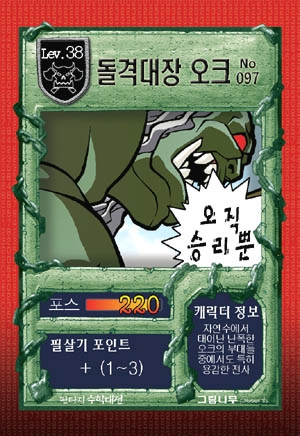 Lev.38
돌격대장 오크
No
097
오직
승리뿐
포스 220
필살기 포인트
+ (1~3)
캐릭터 정보
자연수에서
태어난 난폭한
오크의 부대들
중에서도 특히
용감한 전사
판타지 수학대전
그림나무